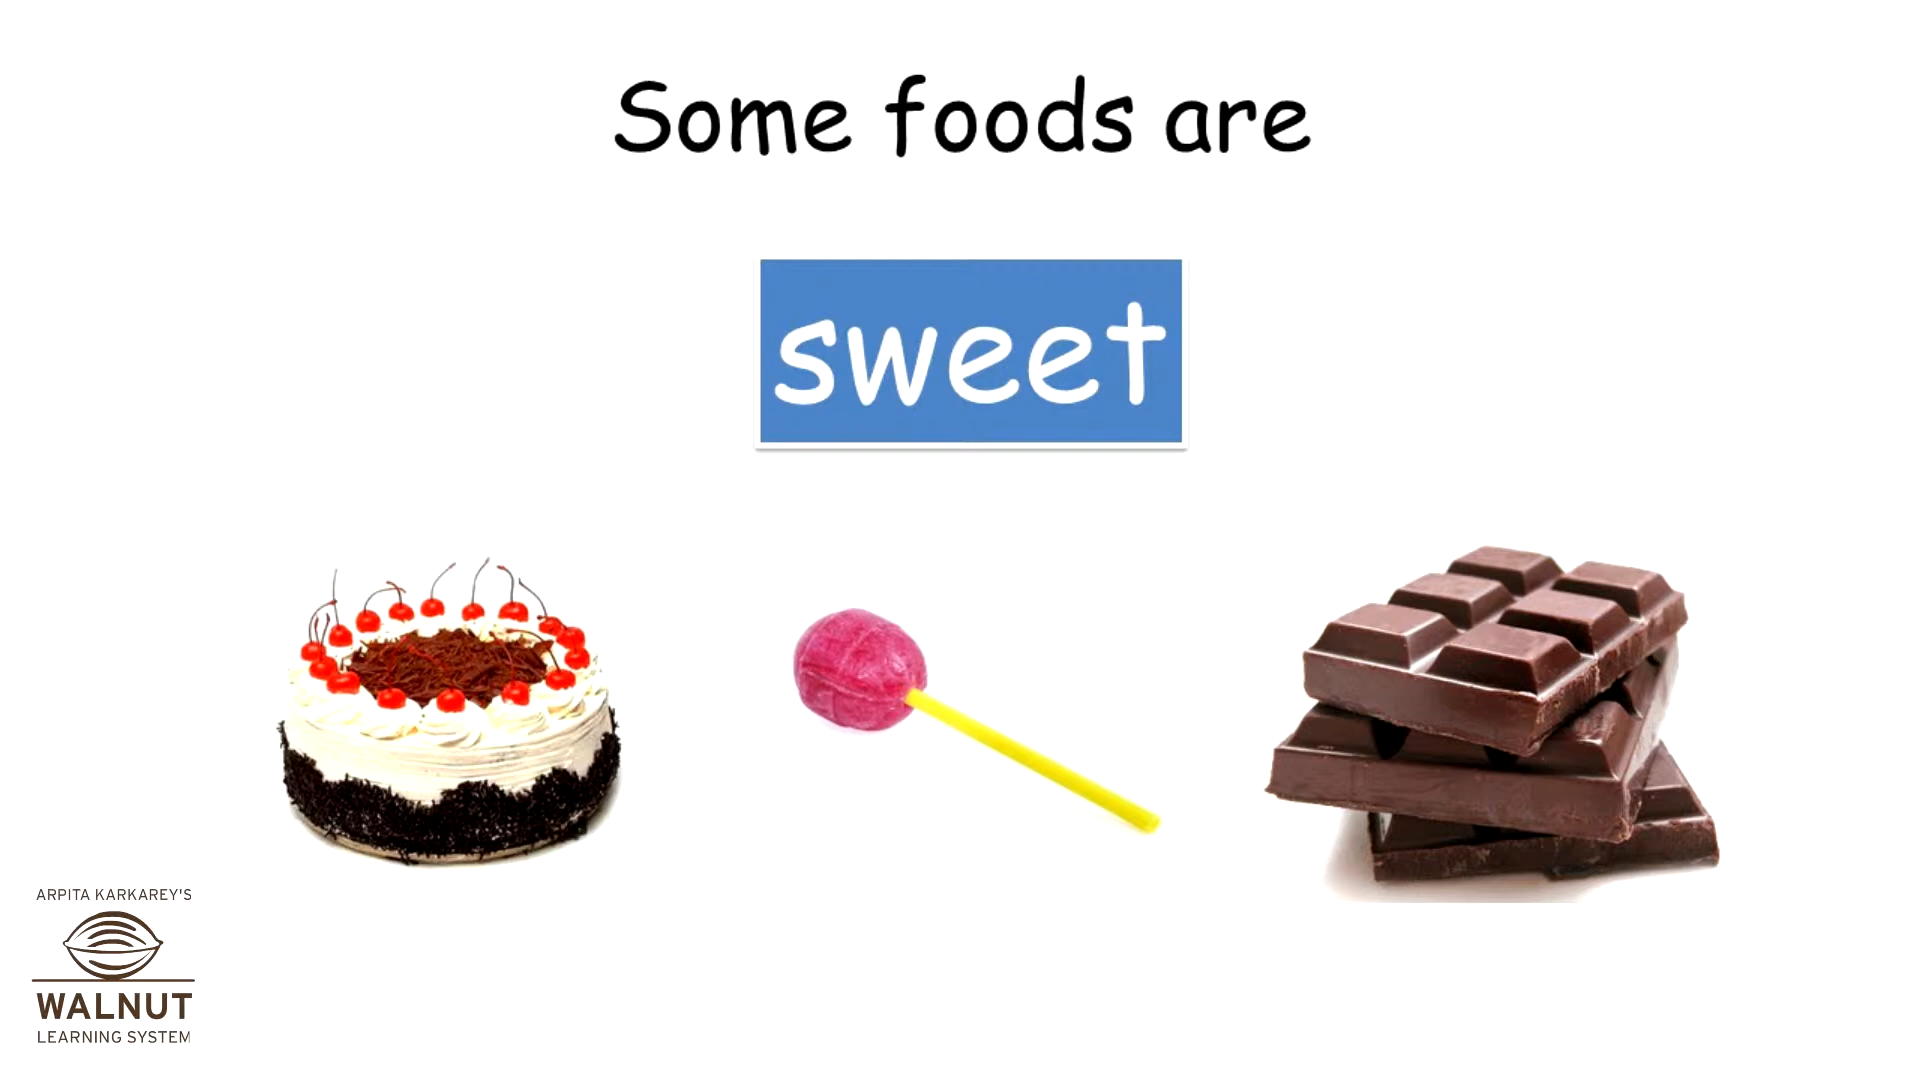 Some foods are
sweet
ARPITA KARKAREY'S
WALNUT
LEARNING SYSTEM